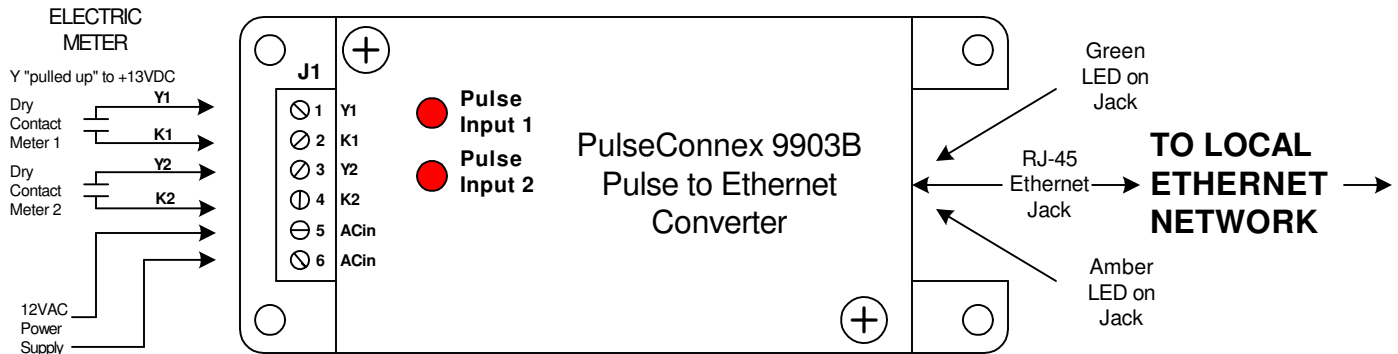 ELECTRIC
METER
Y "pulled up" to +13VDC
Dry
Contact
Meter 1
Y1
K1
Dry
Contact
Meter 2
Y2
K2
12VAC
Power
Supply
J1
1 Y1
2 K1
3 Y2
4 K2
5 ACin
6 ACin
Pulse
Input 1
Pulse
Input 2
PulseConnex 9903B
Pulse to Ethernet
Converter
Green
LED on
Jack
RJ-45
Ethernet
Jack
Amber
LED on
Jack
TO LOCAL
ETHERNET
NETWORK